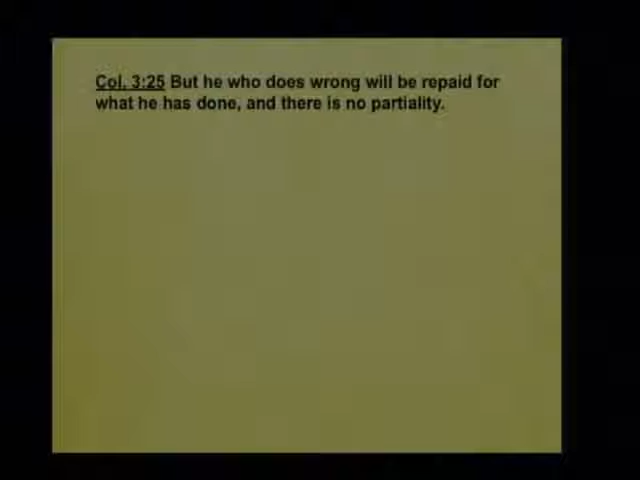 Col. 3:25 But he who does wrong will be repaid for
what he has done, and there is no partiality.